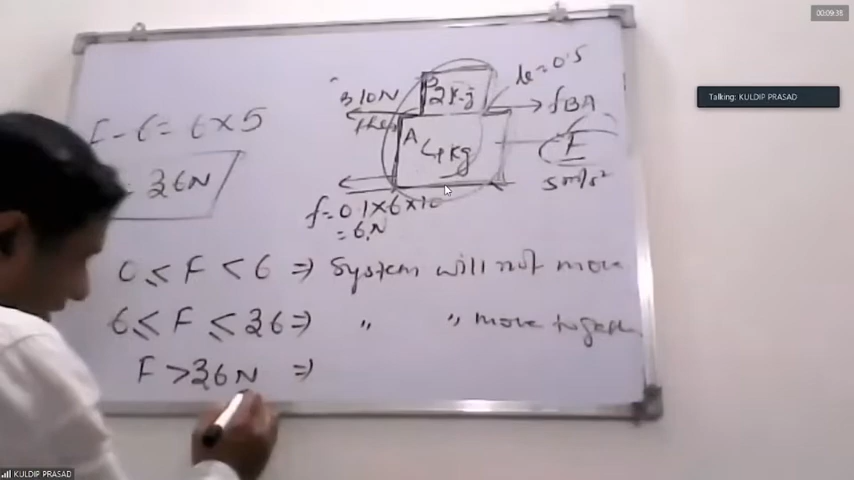 00:09:38
Talking: KULDIP PRASAD
B
2kg
μ=0.5
10N
fBA
A
4kg
F
5m/s²
F-6=6×5
36N
f=0.1×6×10
=6N
0≤F<6⇒ System will not move
6≤F≤36⇒ " " move together
F>36N ⇒
KULDIP PRASAD